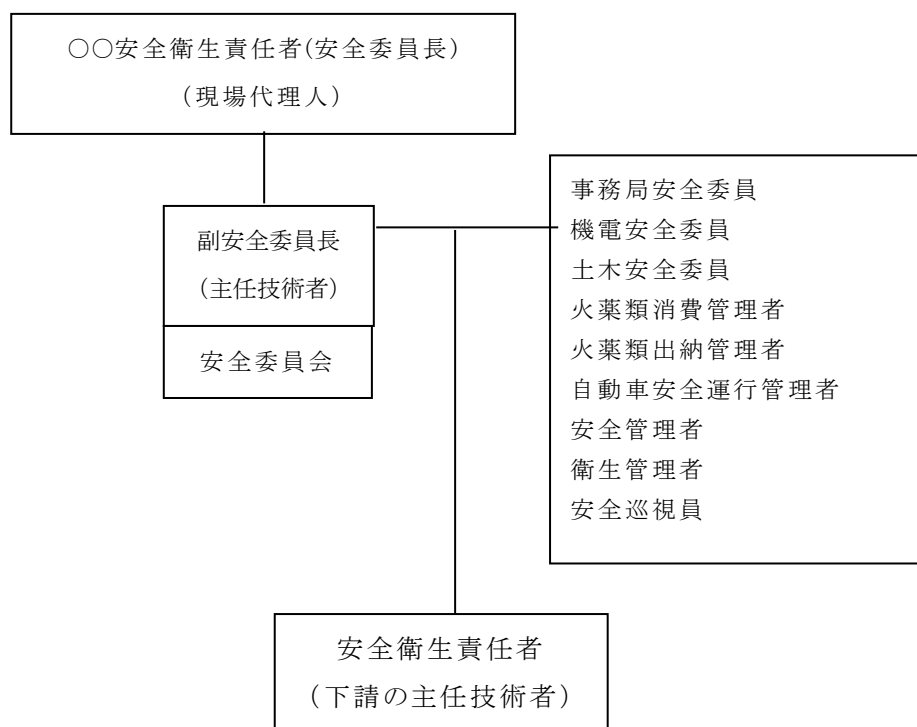 ○○安全衛生責任者(安全委員長)
(現場代理人)
副安全委員長
(主任技術者)
安全委員会
事務局安全委員
機電安全委員
土木安全委員
火薬類消費管理者
火薬類出納管理者
自動車安全運行管理者
安全管理者
衛生管理者
安全巡視員
安全衛生責任者
(下請の主任技術者)